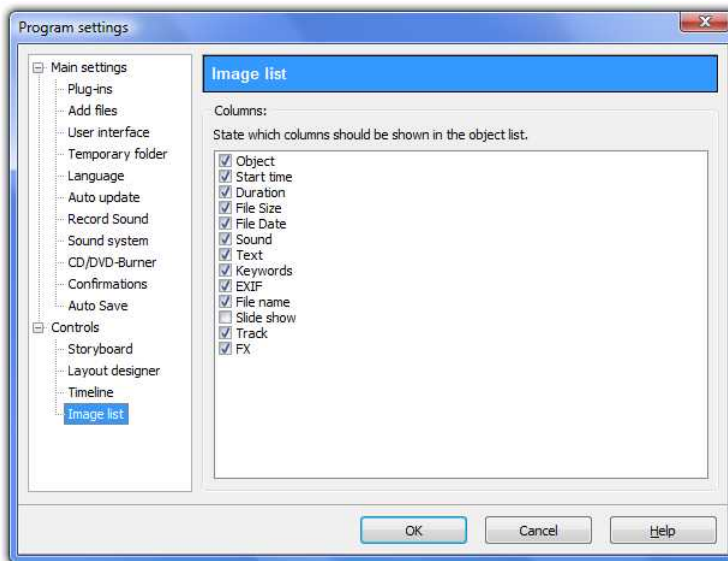 Program settings
Main settings
Plug-ins
Add files
User interface
Temporary folder
Language
Auto update
Record Sound
Sound system
CD/DVD-Burner
Confirmations
Auto Save
Controls
Storyboard
Layout designer
Timeline
Image list
Image list
Columns:
State which columns should be shown in the object list.
Object
Start time
Duration
File Size
File Date
Sound
Text
Keywords
EXIF
File name
Slide show
Track
FX
OK
Cancel
Help